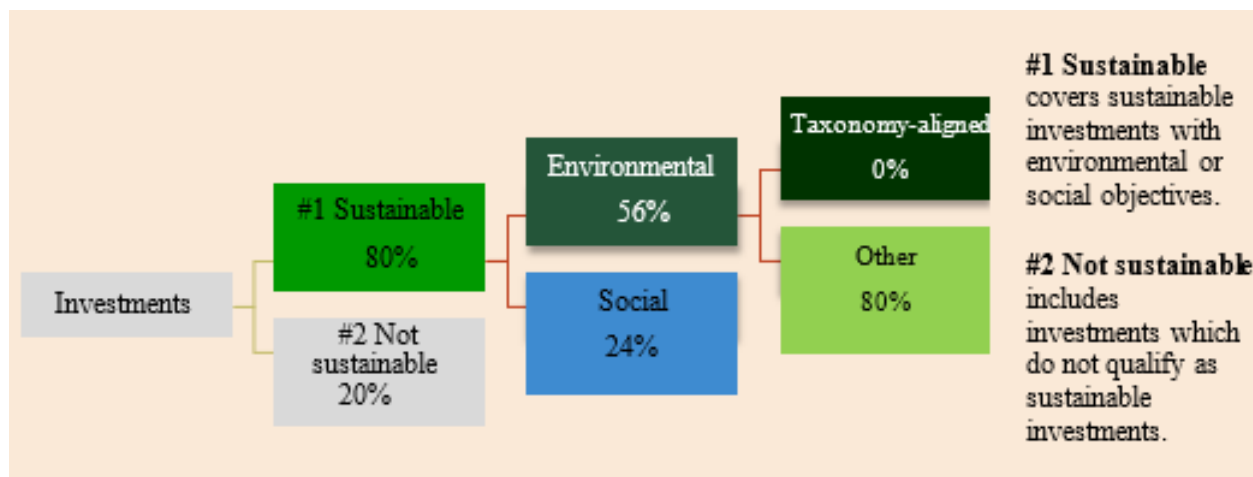 Investments
#1 Sustainable
80%
#2 Not
sustainable
20%
Environmental
56%
Social
24%
Taxonomy-aligned
0%
Other
80%
#1 Sustainable
covers sustainable
investments with
environmental or
social objectives.
#2 Not sustainable
includes
investments which
do not qualify as
sustainable
investments.